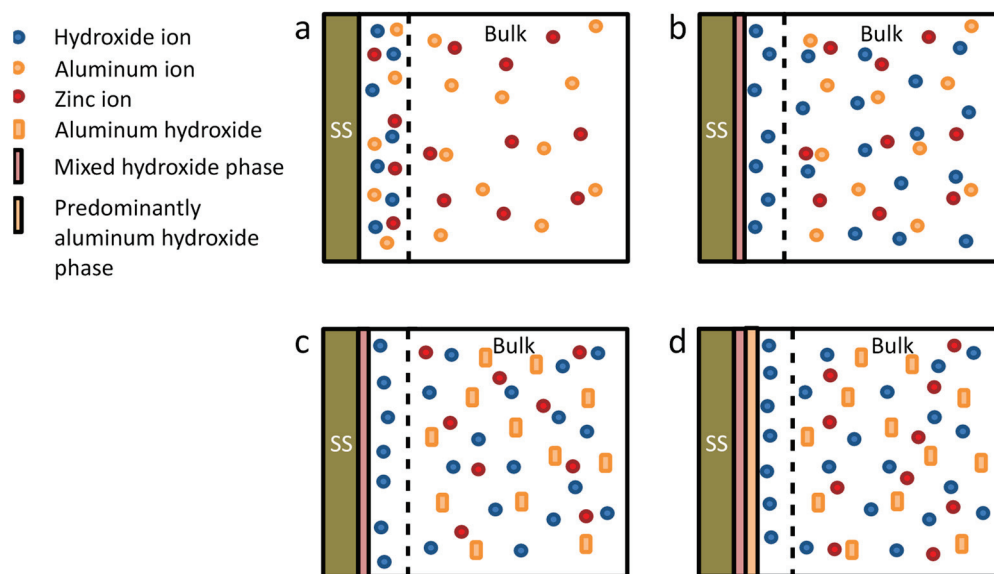 Hydroxide ion
Aluminum ion
Zinc ion
Aluminum hydroxide
Mixed hydroxide phase
Predominantly
aluminum hydroxide
phase
a
Bulk
SS
b
Bulk
SS
c
Bulk
SS
d
Bulk
SS